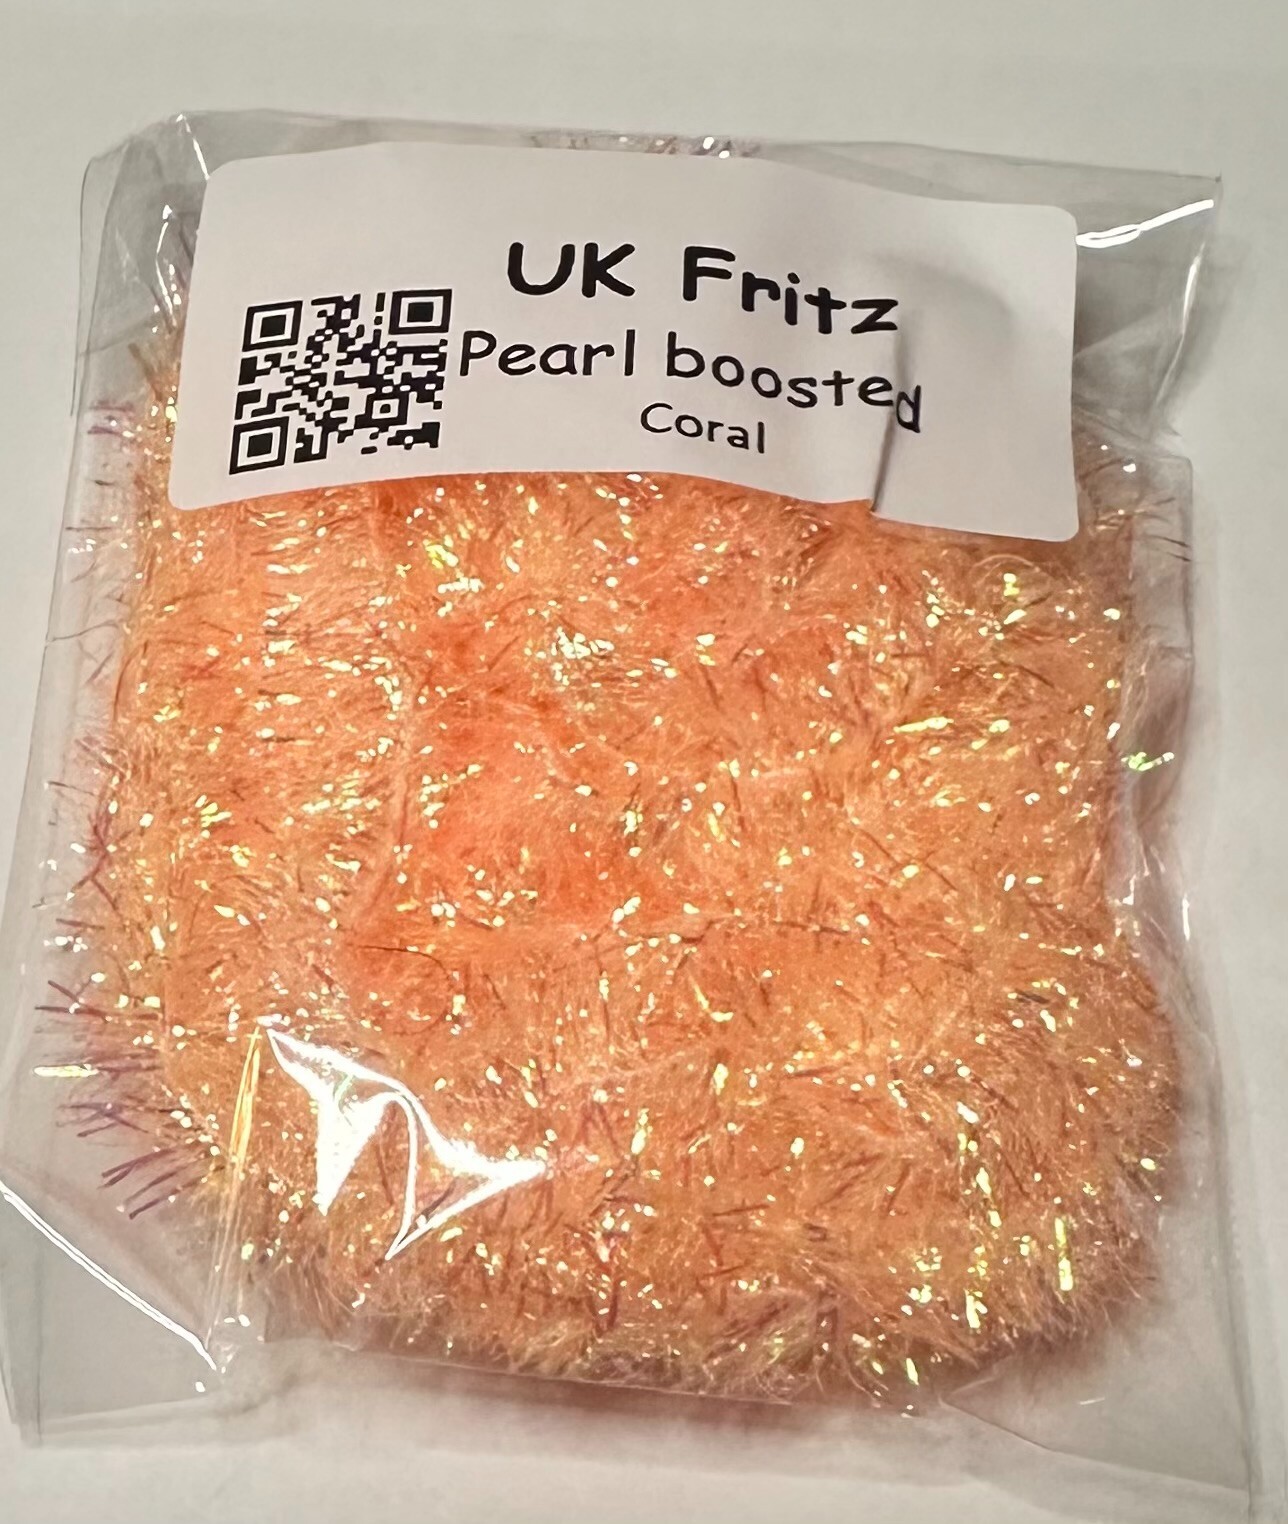 UK Fritz
Pearl boosted
Coral